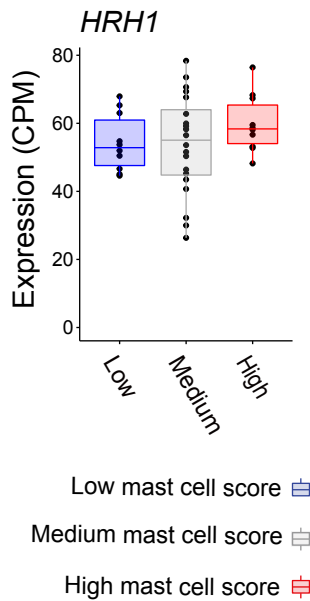 HRH1
Expression (CPM)
80
60
40
20
0
Low
Medium
High
Low mast cell score
Medium mast cell score
High mast cell score